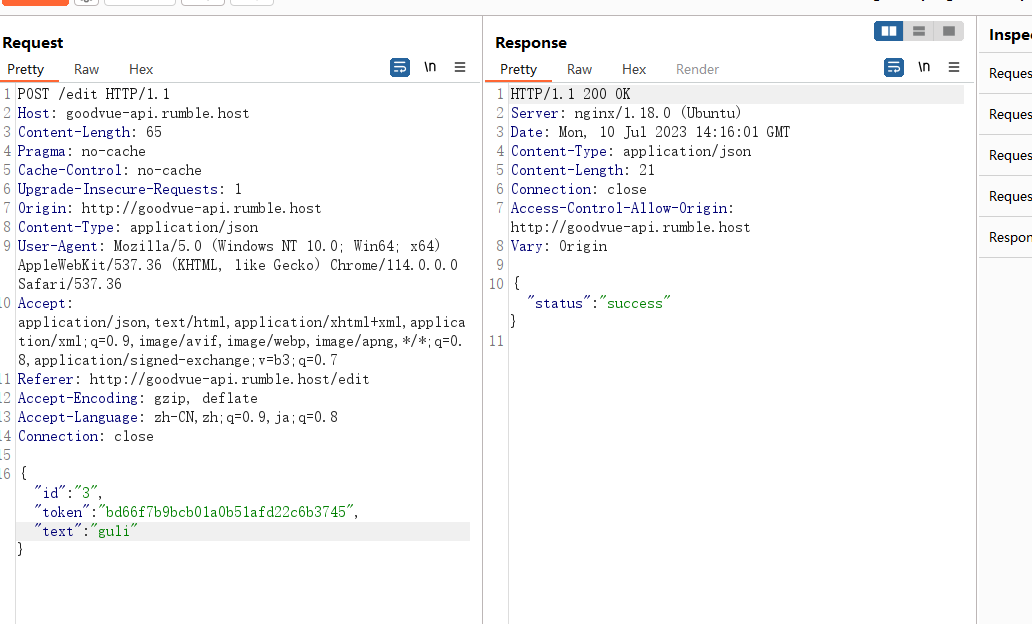 Request
Pretty Raw Hex \n
1 POST /edit HTTP/1.1
2 Host: goodvue-api.rumble.host
3 Content-Length: 65
4 Pragma: no-cache
5 Cache-Control: no-cache
6 Upgrade-Insecure-Requests: 1
7 Origin: http://goodvue-api.rumble.host
8 Content-Type: application/json
9 User-Agent: Mozilla/5.0 (Windows NT 10.0; Win64; x64)
AppleWebKit/537.36 (KHTML, like Gecko) Chrome/114.0.0.0
Safari/537.36
10 Accept:
application/json,text/html,application/xhtml+xml,applica
tion/xml;q=0.9,image/avif,image/webp,image/apng,*/*;q=0.
8,application/signed-exchange;v=b3;q=0.7
11 Referer: http://goodvue-api.rumble.host/edit
12 Accept-Encoding: gzip, deflate
13 Accept-Language: zh-CN,zh;q=0.9,ja;q=0.8
14 Connection: close
15
16 {
"id":"3",
"token":"bd66f7b9bcb01a0b51afd22c6b3745",
"text":"guli"
}
Response
Pretty Raw Hex Render \n
1 HTTP/1.1 200 OK
2 Server: nginx/1.18.0 (Ubuntu)
3 Date: Mon, 10 Jul 2023 14:16:01 GMT
4 Content-Type: application/json
5 Content-Length: 21
6 Connection: close
7 Access-Control-Allow-Origin:
http://goodvue-api.rumble.host
8 Vary: Origin
9
10 {
"status":"success"
}
11
Inspe
Reques
Reques
Reques
Reques
Respon